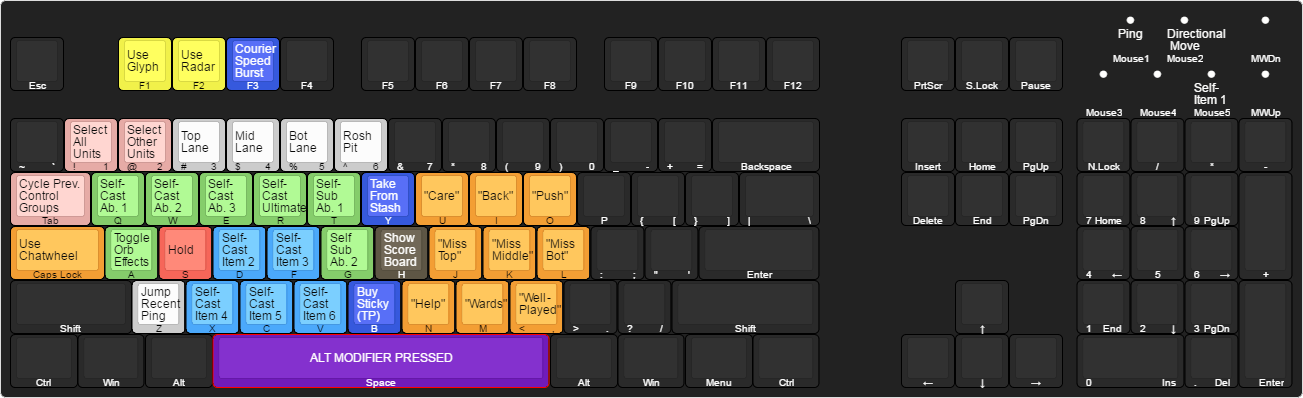 Ping
Directional
Move
Mouse1
Mouse2
MWDn
Use
Glyph
F1
Use
Radar
F2
Courier
Speed
Burst
F3
Esc
F4
F5
F6
F7
F8
F9
F10
F11
F12
PrtScr
S.Lock
Pause
Self-
Item 1
Mouse3
Mouse4
Mouse5
MWUp
~ `
Select
All
Units
! 1
Select
Other
Units
@ 2
Top
Lane
# 3
Mid
Lane
$ 4
Bot
Lane
% 5
Rosh
Pit
^ 6
& 7
* 8
( 9
) 0
_ -
+ =
Backspace
Insert
Home
PgUp
N.Lock
/
*
-
Cycle Prev.
Control
Groups
Tab
Self-
Cast
Ab. 1
Q
Self-
Cast
Ab. 2
W
Self-
Cast
Ab. 3
E
Self-
Cast
Ultimate
R
Self-
Sub
Ab. 1
T
Take
From
Stash
Y
"Care"
U
"Back"
I
"Push"
O
P
{ [
} ]
| \
Delete
End
PgDn
7 Home
8 ↑
9 PgUp
Use
Chatwheel
Caps Lock
Toggle
Orb
Effects
A
Hold
S
Self-
Cast
Item 2
D
Self-
Cast
Item 3
F
Self
Sub
Ab. 2
G
Show
Score
Board
H
"Miss
Top"
J
"Miss
Middle"
K
"Miss
Bot"
L
: ;
" '
Enter
4 ←
5
6 →
+
Shift
Jump
Recent
Ping
Z
Self-
Cast
Item 4
X
Self-
Cast
Item 5
C
Self-
Cast
Item 6
V
Buy
Sticky
(TP)
B
"Help"
N
"Wards"
M
"Well-
Played"
< ,
> .
? /
Shift
↑
1 End
2 ↓
3 PgDn
Ctrl
Win
Alt
ALT MODIFIER PRESSED
Space
Alt
Win
Menu
Ctrl
←
↓
→
0 Ins
. Del
Enter